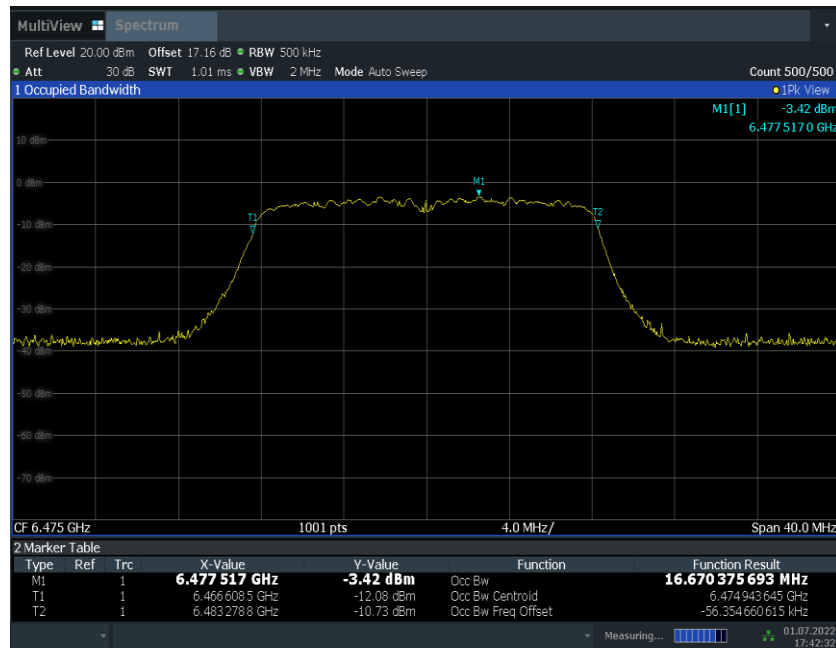 MultiView Spectrum
Ref Level 20.00 dBm Offset 17.16 dB RBW 500 kHz
Att 30 dB SWT 1.01 ms VBW 2 MHz Mode Auto Sweep Count 500/500
1 Occupied Bandwidth 1Pk View
M1[1] -3.42 dBm
6.4775170 GHz
10 dBm
0 dBm
M1
T1
T2
-10 dBm
-20 dBm
-30 dBm
-40 dBm
-50 dBm
-60 dBm
-70 dBm
CF 6.475 GHz 1001 pts 4.0 MHz/ Span 40.0 MHz
2 Marker Table
Type Ref Trc X-Value Y-Value Function Function Result
M1 1 6.477 517 GHz -3.42 dBm Occ Bw 16.670 375 693 MHz
T1 1 6.466 608 5 GHz -12.08 dBm Occ Bw Centroid 6.474 943 645 GHz
T2 1 6.483 278 8 GHz -10.73 dBm Occ Bw Freq Offset -56.354 660 615 kHz
Measuring... 01.07.2022
17:42:32